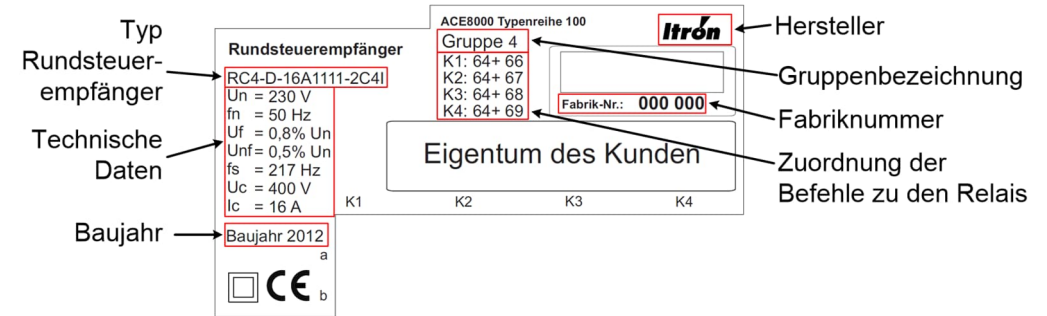 Typ
Rundsteuer-
empfänger
Technische
Daten
Baujahr
Rundsteuerempfänger
RC4-D-16A1111-2C4I
Un = 230 V
fn = 50 Hz
Uf = 0,8% Un
Unf= 0,5% Un
fs = 217 Hz
Uc = 400 V
Ic = 16 A
Baujahr 2012
a
CE
b
ACE8000 Typenreihe 100
Gruppe 4
K1: 64+ 66
K2: 64+ 67
K3: 64+ 68
K4: 64+ 69
Itrón
Fabrik-Nr.: 000 000
Eigentum des Kunden
K1 K2 K3 K4
Hersteller
Gruppenbezeichnung
Fabriknummer
Zuordnung der
Befehle zu den Relais